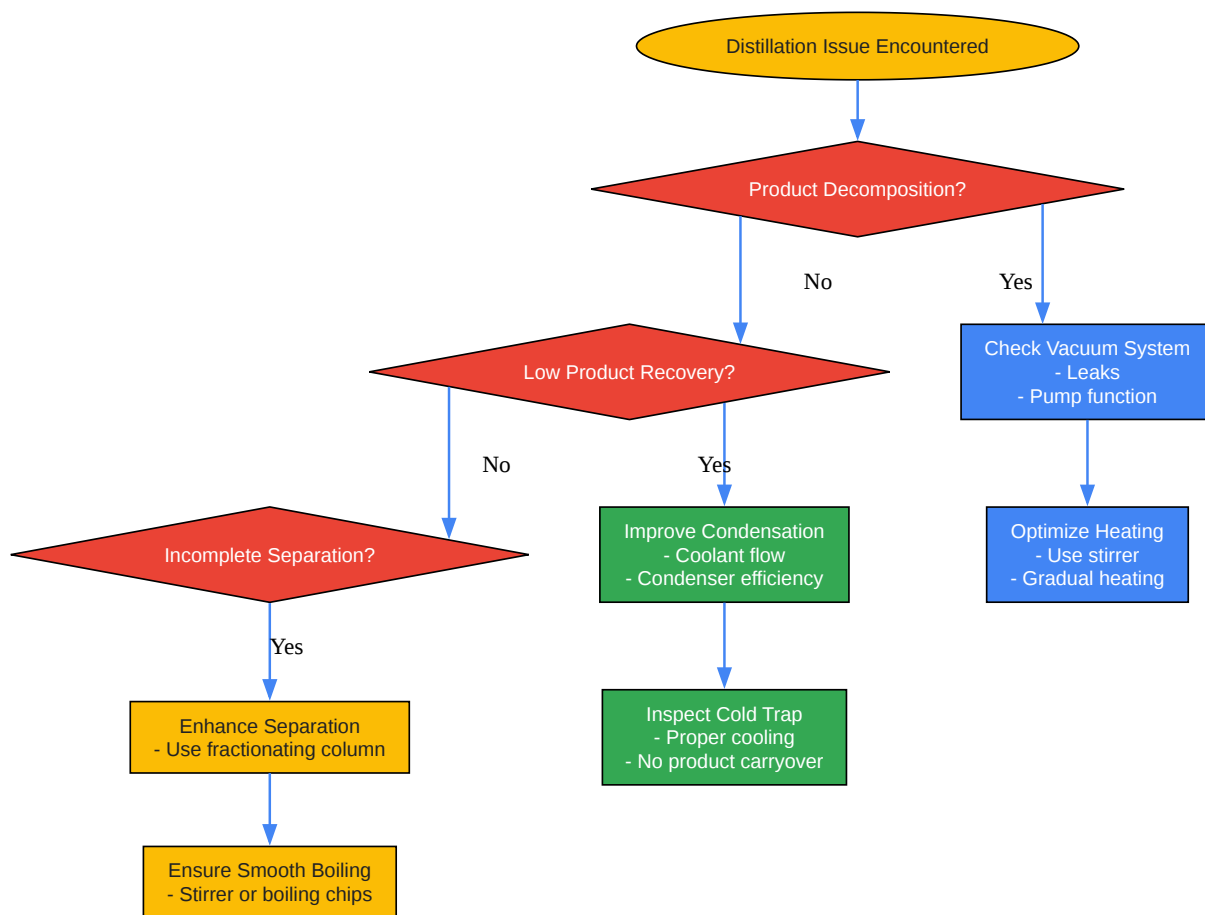 Distillation Issue Encountered
Product Decomposition?
No
Yes
Low Product Recovery?
Check Vacuum System
- Leaks
- Pump function
No
Yes
Incomplete Separation?
Improve Condensation
- Coolant flow
- Condenser efficiency
Optimize Heating
- Use stirrer
- Gradual heating
Yes
Enhance Separation
- Use fractionating column
Inspect Cold Trap
- Proper cooling
- No product carryover
Ensure Smooth Boiling
- Stirrer or boiling chips